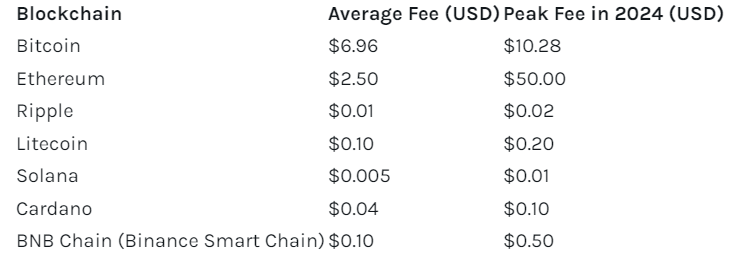 Blockchain Average Fee (USD) Peak Fee in 2024 (USD)
Bitcoin $6.96 $10.28
Ethereum $2.50 $50.00
Ripple $0.01 $0.02
Litecoin $0.10 $0.20
Solana $0.005 $0.01
Cardano $0.04 $0.10
BNB Chain (Binance Smart Chain) $0.10 $0.50